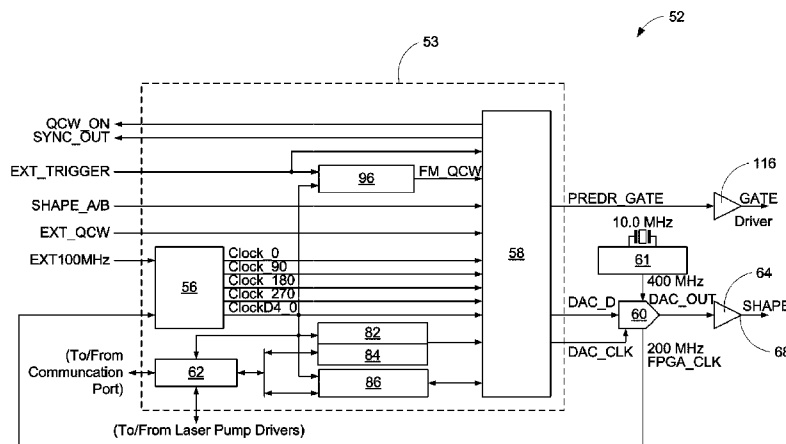 52
53
QCW_ON
SYNC_OUT
EXT_TRIGGER
96
FM_QCW
116
SHAPE_A/B
PREDR_GATE
GATE
Driver
10.0 MHz
EXT_QCW
58
EXT100MHz
56
Clock_0
Clock_90
Clock_180
Clock_270
ClockD4_0
61
400 MHz
64
DAC_D
60
DAC_OUT
SHAPE
68
DAC_CLK
200 MHz
FPGA_CLK
82
84
86
62
(To/From
Communcation
Port)
(To/From Laser Pump Drivers)